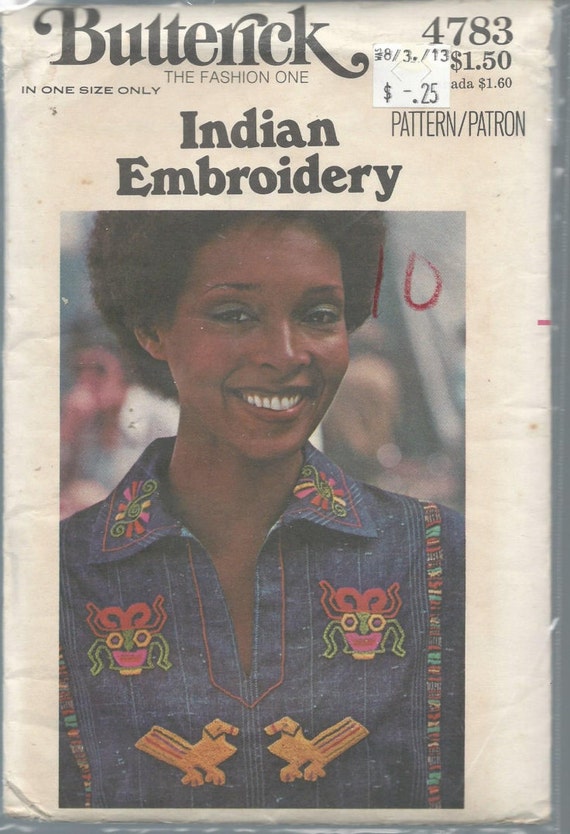 Butterick
4783
THE FASHION ONE
$1.50
IN ONE SIZE ONLY
ada $1.60
$ -.25
PATTERN/PATRON
Indian
Embroidery
10